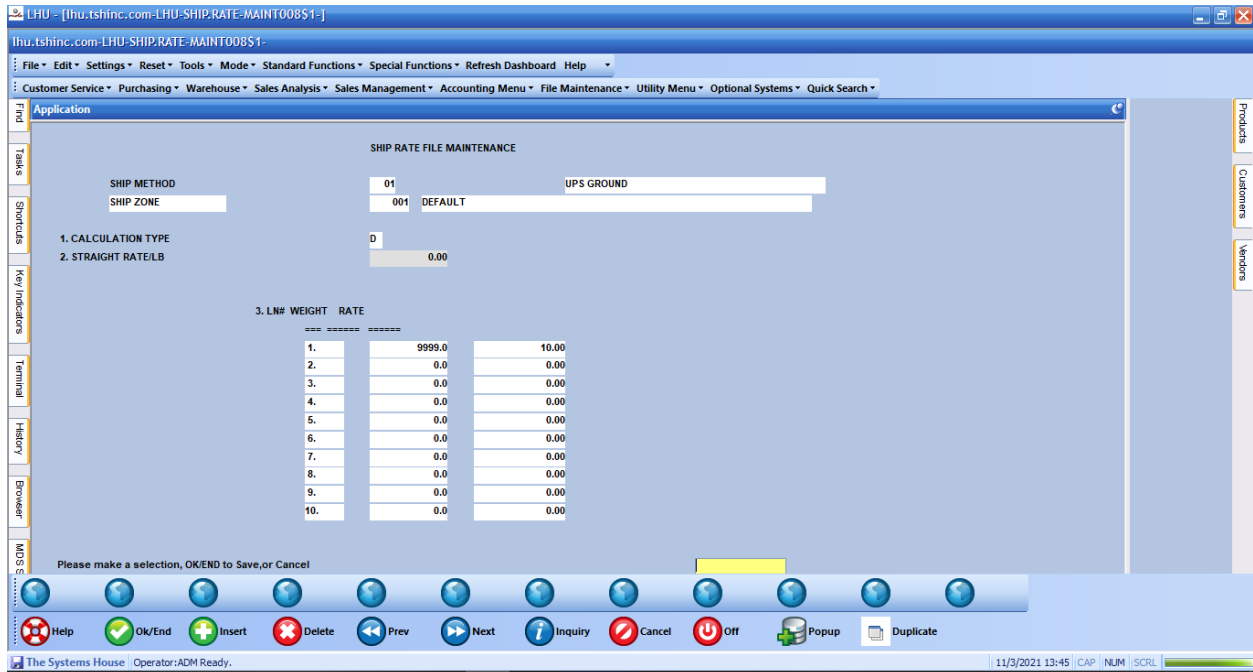 LHU - [lhu.tshinc.com-LHU-SHIP.RATE-MAINT008$1-]
lhu.tshinc.com-LHU-SHIP.RATE-MAINT008$1-
File Edit Settings Reset Tools Mode Standard Functions Special Functions Refresh Dashboard Help
Customer Service Purchasing Warehouse Sales Analysis Sales Management Accounting Menu File Maintenance Utility Menu Optional Systems Quick Search
Find
Tasks
Shortcuts
Key Indicators
Terminal
History
Browser
MDS
Application
SHIP RATE FILE MAINTENANCE
SHIP METHOD 01 UPS GROUND
SHIP ZONE 001 DEFAULT
1. CALCULATION TYPE D
2. STRAIGHT RATE/LB 0.00
3. LN# WEIGHT RATE
=== ====== ======
1. 9999.0 10.00
2. 0.0 0.00
3. 0.0 0.00
4. 0.0 0.00
5. 0.0 0.00
6. 0.0 0.00
7. 0.0 0.00
8. 0.0 0.00
9. 0.0 0.00
10. 0.0 0.00
Please make a selection, OK/END to Save,or Cancel
Products
Customers
Vendors
Help Ok/End Insert Delete Prev Next Inquiry Cancel Off Popup Duplicate
The Systems House Operator:ADM Ready. 11/3/2021 13:45 CAP NUM SCRL